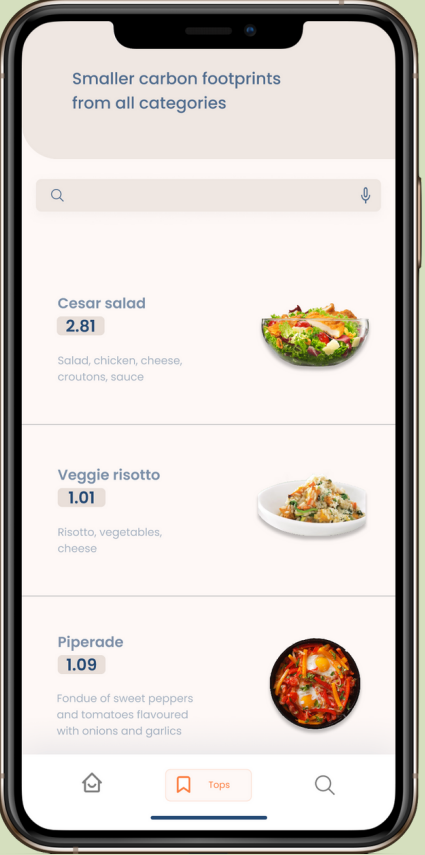 Smaller carbon footprints
from all categories
Cesar salad
2.81
Salad, chicken, cheese,
croutons, sauce
Veggie risotto
1.01
Risotto, vegetables,
cheese
Piperade
1.09
Fondue of sweet peppers
and tomatoes flavoured
with onions and garlics
Tops